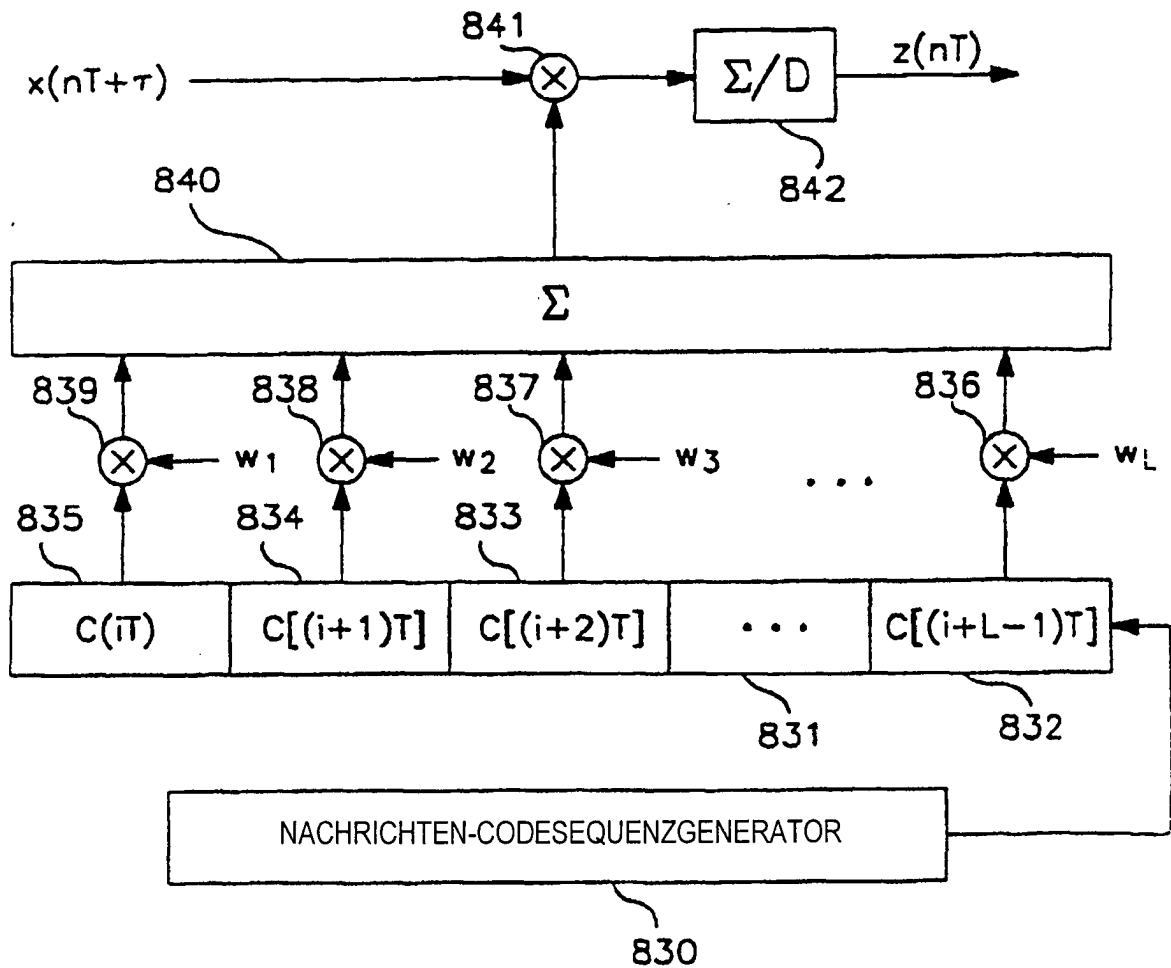 841
x(nT+τ)
Σ/D
z(nT)
842
840
Σ
839
838
837
836
w1
w2
w3
...
wL
835
834
833
C(iT)
C[(i+1)T]
C[(i+2)T]
...
C[(i+L-1)T]
831
832
NACHRICHTEN-CODESEQUENZGENERATOR
830